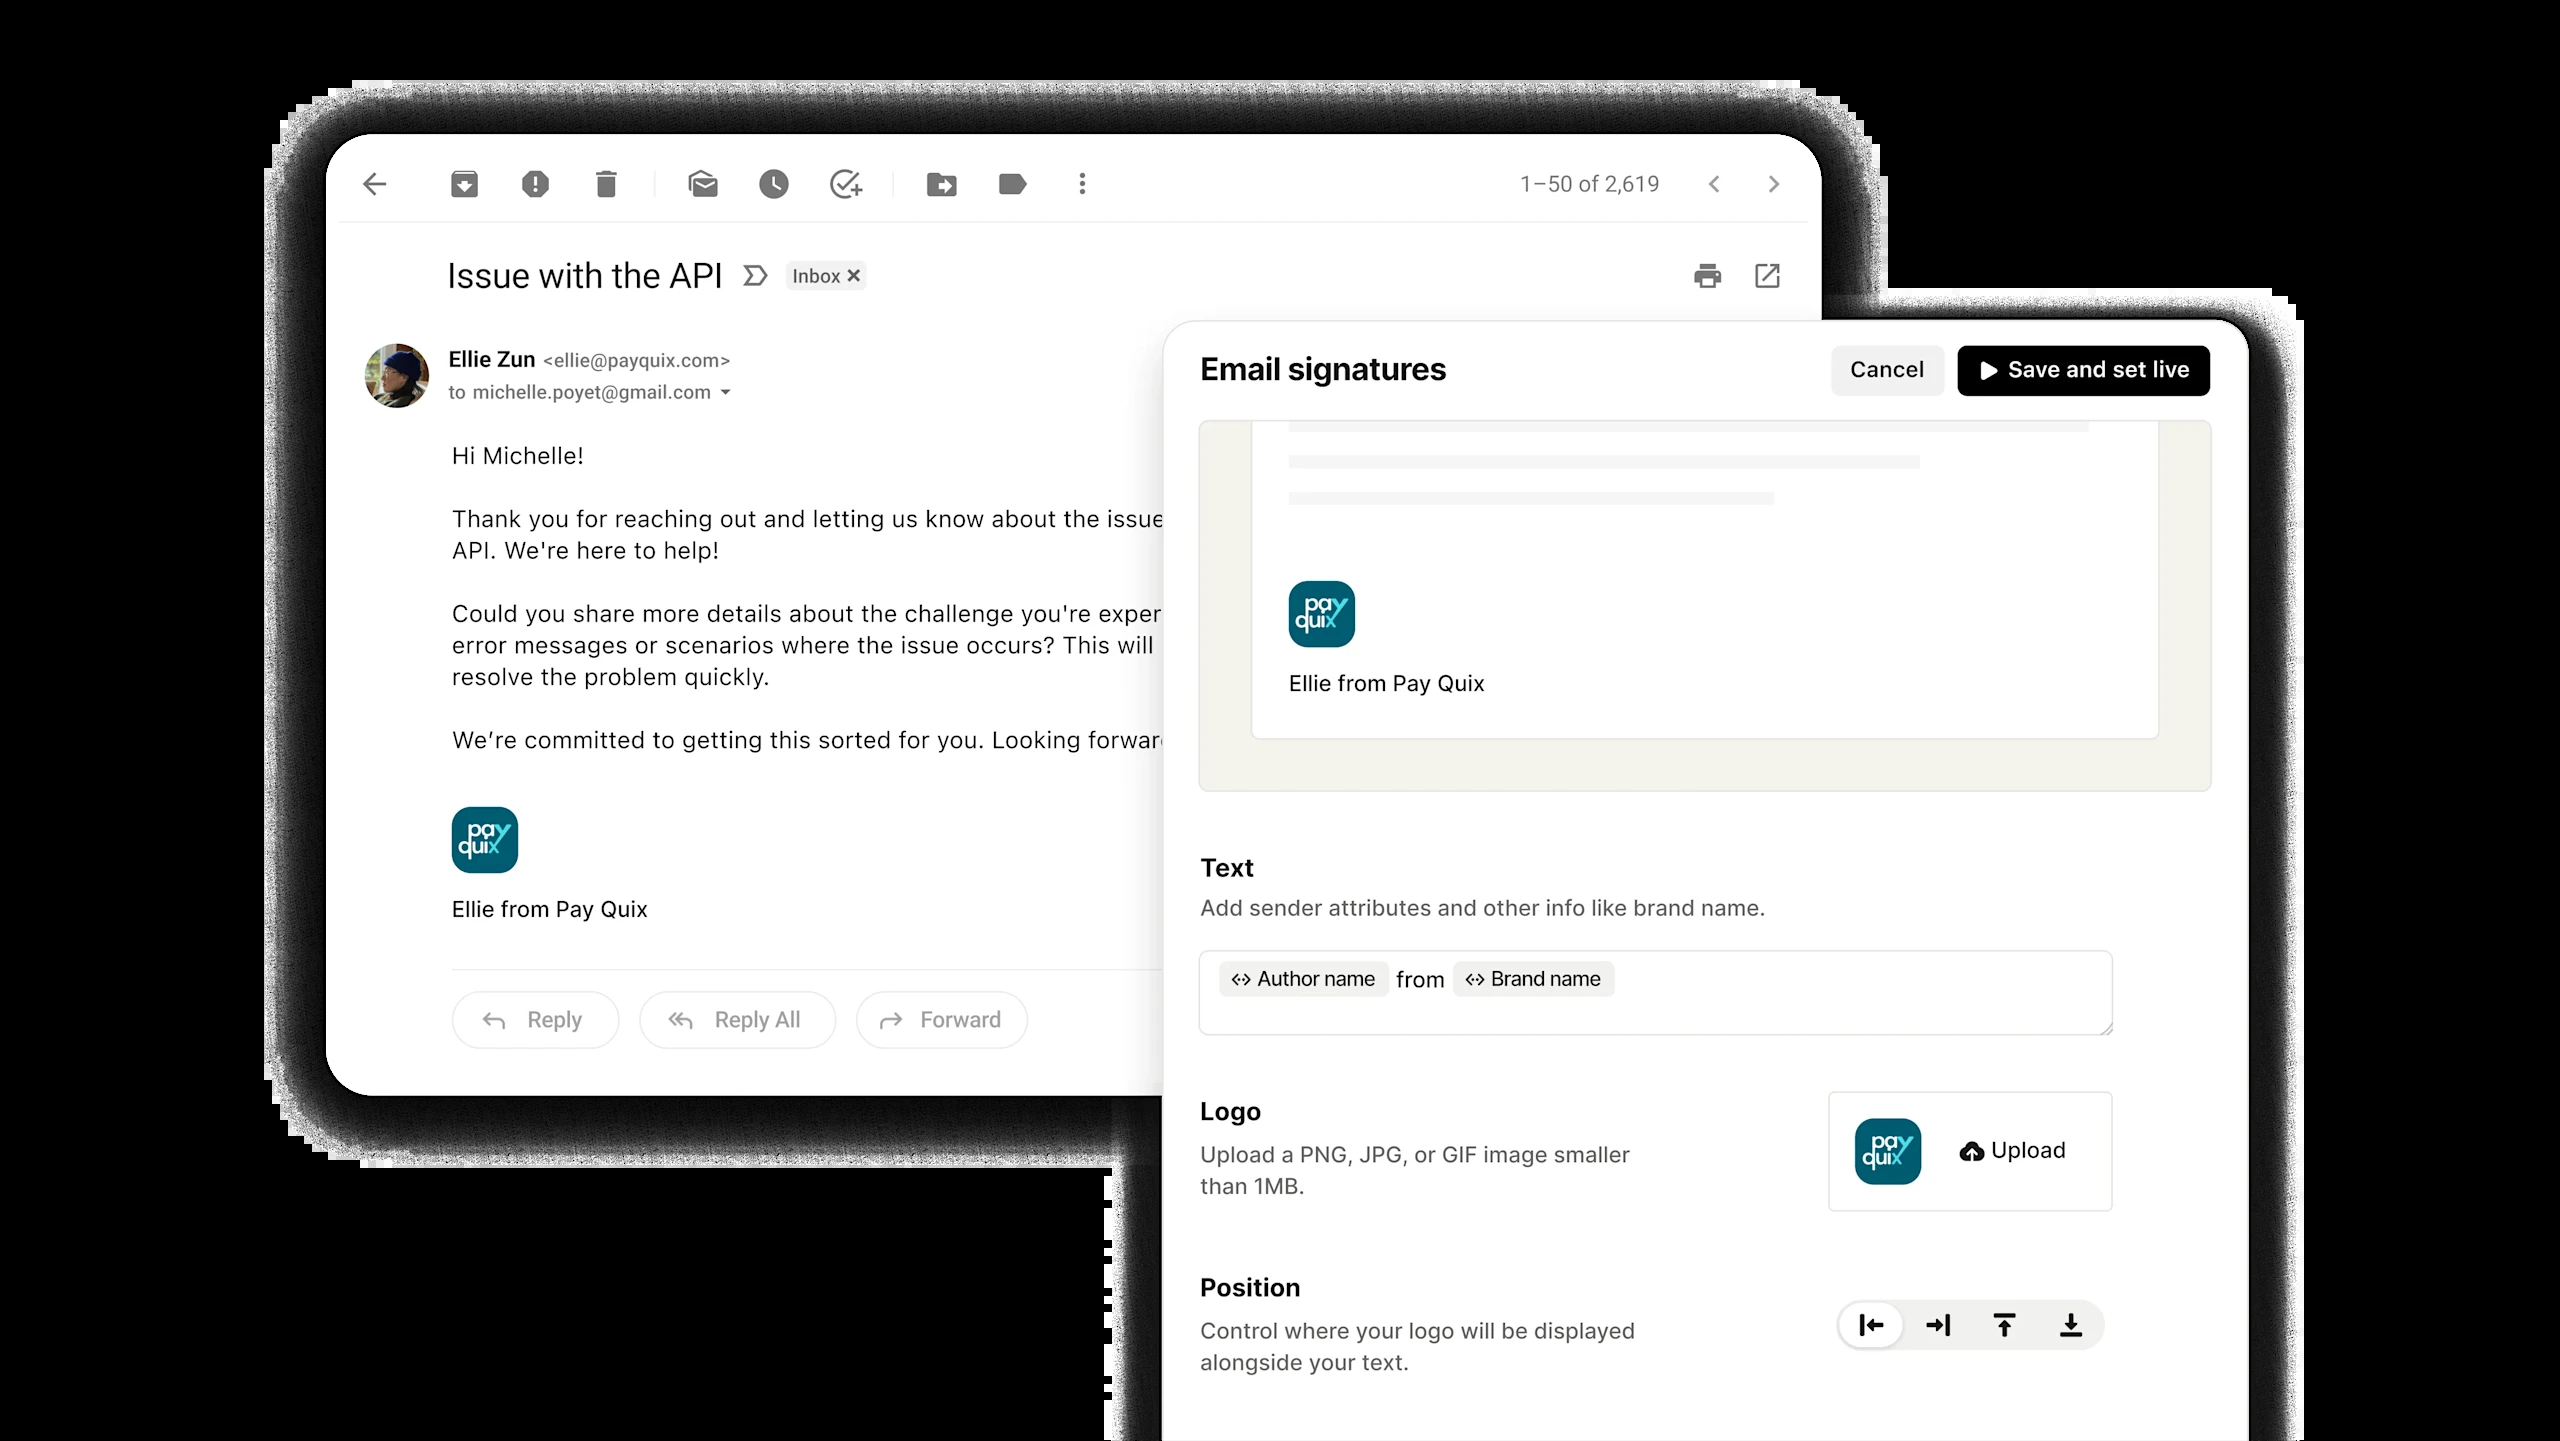 1–50 of 2,619
Issue with the API
Inbox
Ellie Zun <ellie@payquix.com>
to michelle.poyet@gmail.com
Hi Michelle!
Thank you for reaching out and letting us know about the issue
API. We're here to help!
Could you share more details about the challenge you're exper
error messages or scenarios where the issue occurs? This will
resolve the problem quickly.
We’re committed to getting this sorted for you. Looking forwar
pay
quix
Ellie from Pay Quix
Reply
Reply All
Forward
Email signatures
Cancel
Save and set live
pay
quix
Ellie from Pay Quix
Text
Add sender attributes and other info like brand name.
Author name from Brand name
Logo
Upload a PNG, JPG, or GIF image smaller
than 1MB.
pay
quix
Upload
Position
Control where your logo will be displayed
alongside your text.